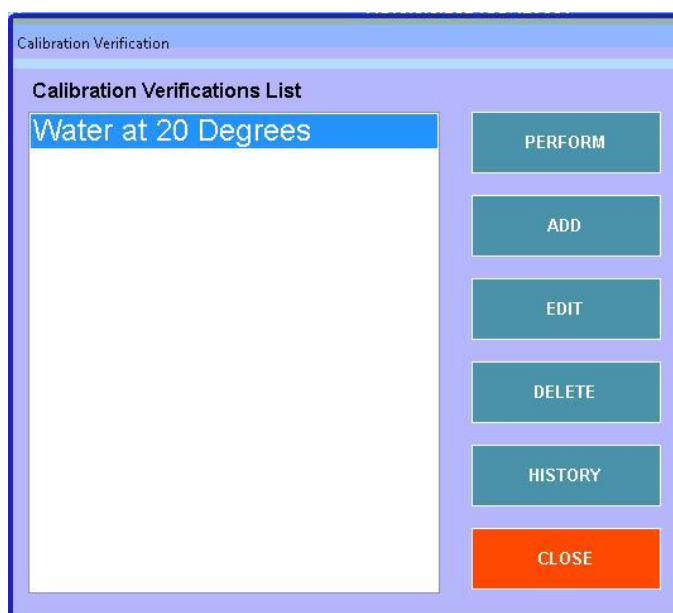 Calibration Verification
Calibration Verifications List
Water at 20 Degrees
PERFORM
ADD
EDIT
DELETE
HISTORY
CLOSE